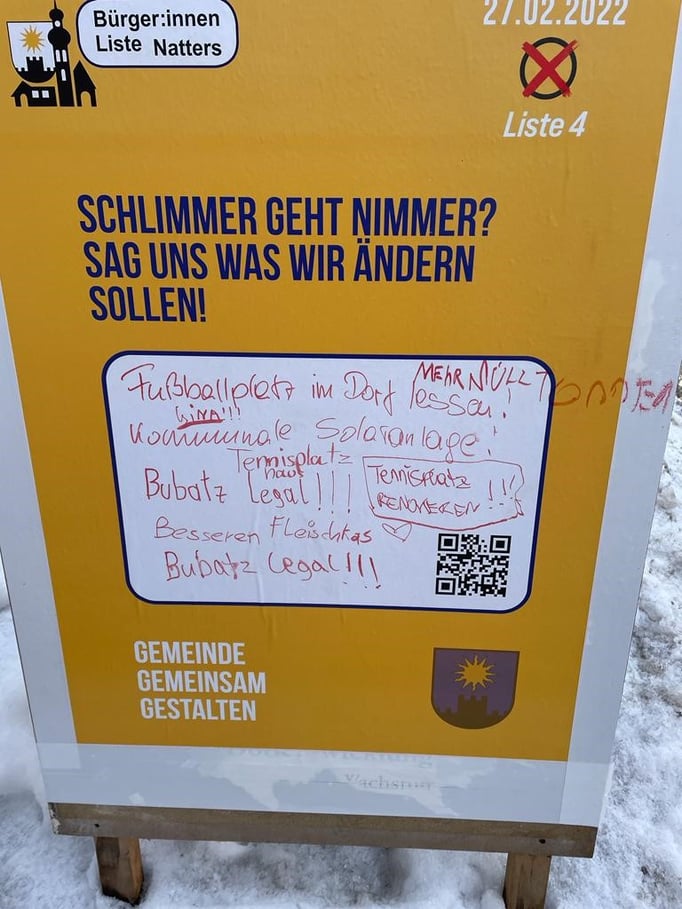 Bürger:innen
Liste Natters
27.02.2022
Liste 4
SCHLIMMER GEHT NIMMER?
SAG UNS WAS WIR ÄNDERN
SOLLEN!
MEHR MÜLLTONNEN
Fußballplatz im Dorf lassen!
Kommunale Solaranlage!
Tennisplatz
Bubatz Legal!!!
TENNISPLATZ
!!!
Besseren Fleischkas
Bubatz Legal!!!
GEMEINDE
GEMEINSAM
GESTALTEN